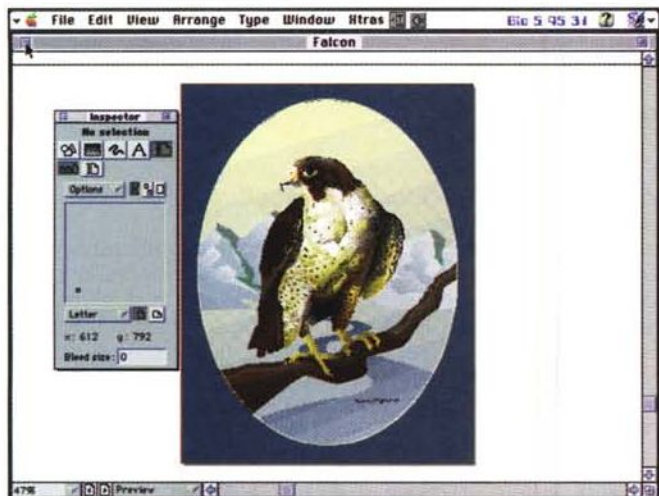 File Edit View Arrange Type Window Xtras
Falcon
Inspector
No selection
Options
Letter
x: 612 y: 792
Bleed size: 0
47% Preview